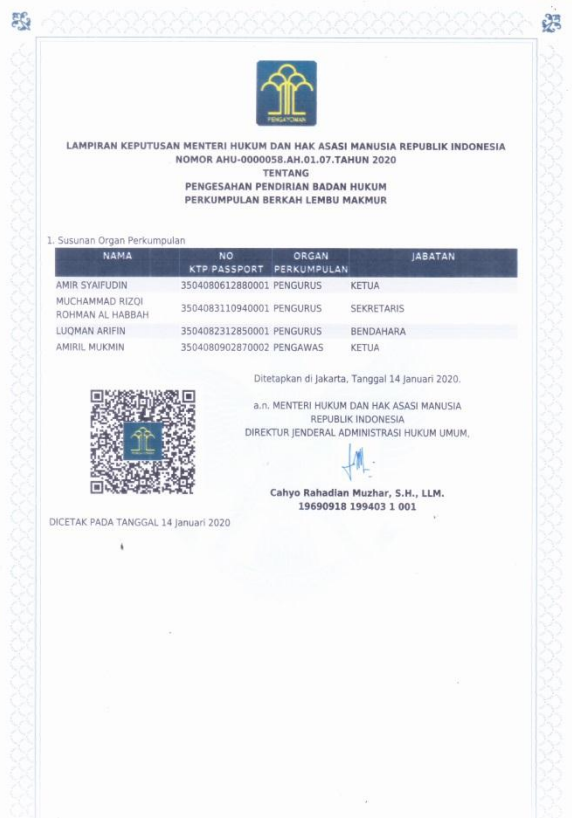 PENGAYOMAN
LAMPIRAN KEPUTUSAN MENTERI HUKUM DAN HAK ASASI MANUSIA REPUBLIK INDONESIA
NOMOR AHU-0000058.AH.01.07.TAHUN 2020
TENTANG
PENGESAHAN PENDIRIAN BADAN HUKUM
PERKUMPULAN BERKAH LEMBU MAKMUR
1. Susunan Organ Perkumpulan
NAMA NO KTP PASSPORT ORGAN PERKUMPULAN JABATAN
AMIR SYAIFUDIN 3504080612880001 PENGURUS KETUA
MUCHAMMAD RIZQI
ROHMAN AL HABBAH 3504083110940001 PENGURUS SEKRETARIS
LUQMAN ARIFIN 3504082312850001 PENGURUS BENDAHARA
AMIRIL MUKMIN 3504080902870002 PENGAWAS KETUA
Ditetapkan di Jakarta, Tanggal 14 Januari 2020.
a.n. MENTERI HUKUM DAN HAK ASASI MANUSIA
REPUBLIK INDONESIA
DIREKTUR JENDERAL ADMINISTRASI HUKUM UMUM,
Cahyo Rahadian Muzhar, S.H., LLM.
19690918 199403 1 001
DICETAK PADA TANGGAL 14 Januari 2020